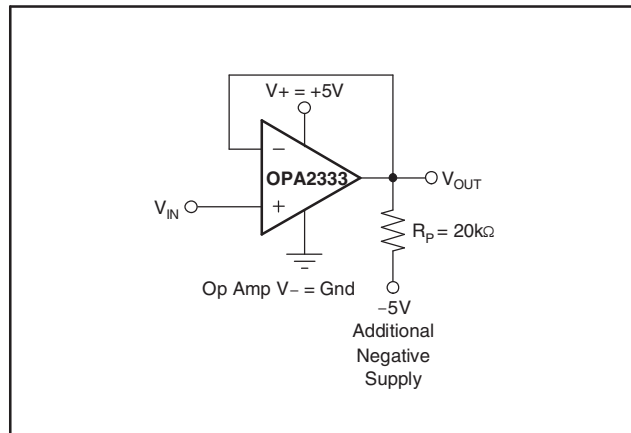 V+ = +5V
−
OPA2333
V_OUT
V_IN
+
R_P = 20kΩ
Op Amp V− = Gnd
−5V
Additional
Negative
Supply